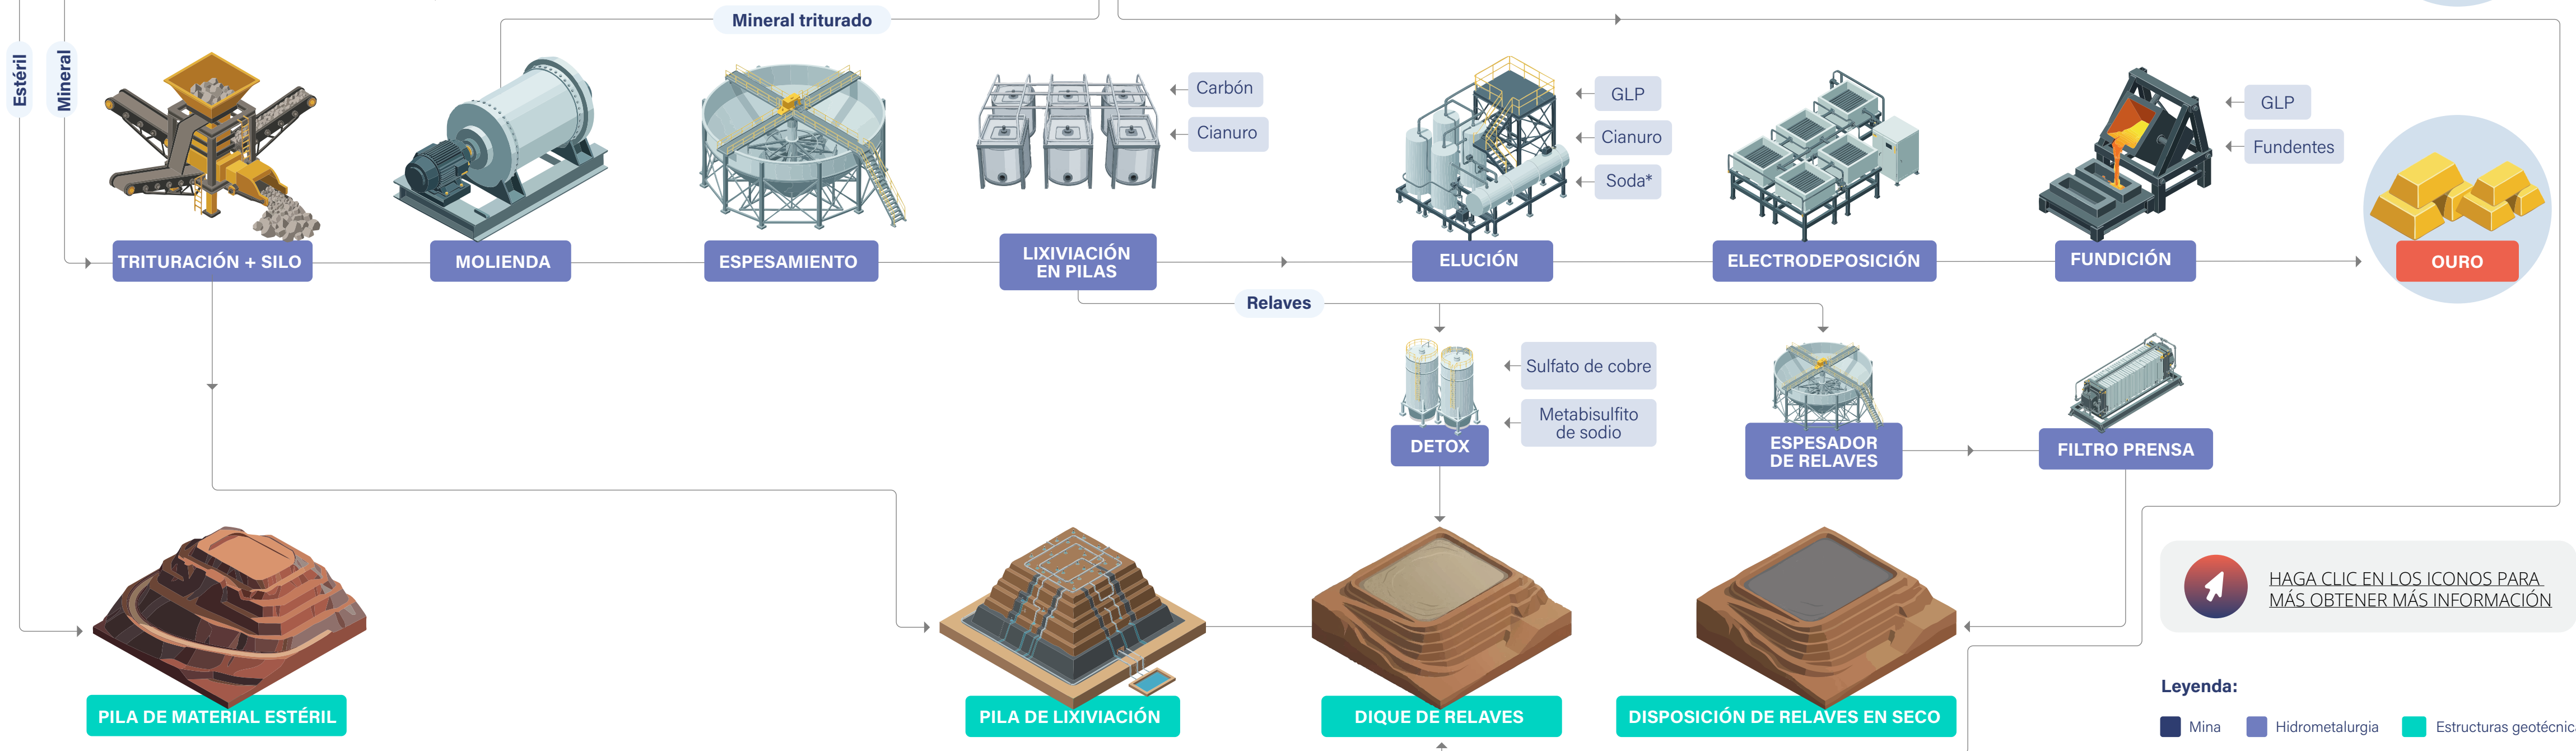 Mineral triturado
Estéril
Mineral
Carbón
Cianuro
GLP
Cianuro
Soda*
GLP
Fundentes
TRITURACIÓN + SILO
MOLIENDA
ESPESAMIENTO
LIXIVIACIÓN
EN PILAS
ELUCIÓN
ELECTRODEPOSICIÓN
FUNDICIÓN
OURO
Relaves
Sulfato de cobre
Metabisulfito
de sodio
DETOX
ESPESADOR
DE RELAVES
FILTRO PRENSA
HAGA CLIC EN LOS ICONOS PARA
MÁS OBTENER MÁS INFORMACIÓN
PILA DE MATERIAL ESTÉRIL
PILA DE LIXIVIACIÓN
DIQUE DE RELAVES
DISPOSICIÓN DE RELAVES EN SECO
Leyenda:
Mina
Hidrometalurgia
Estructuras geotécnic